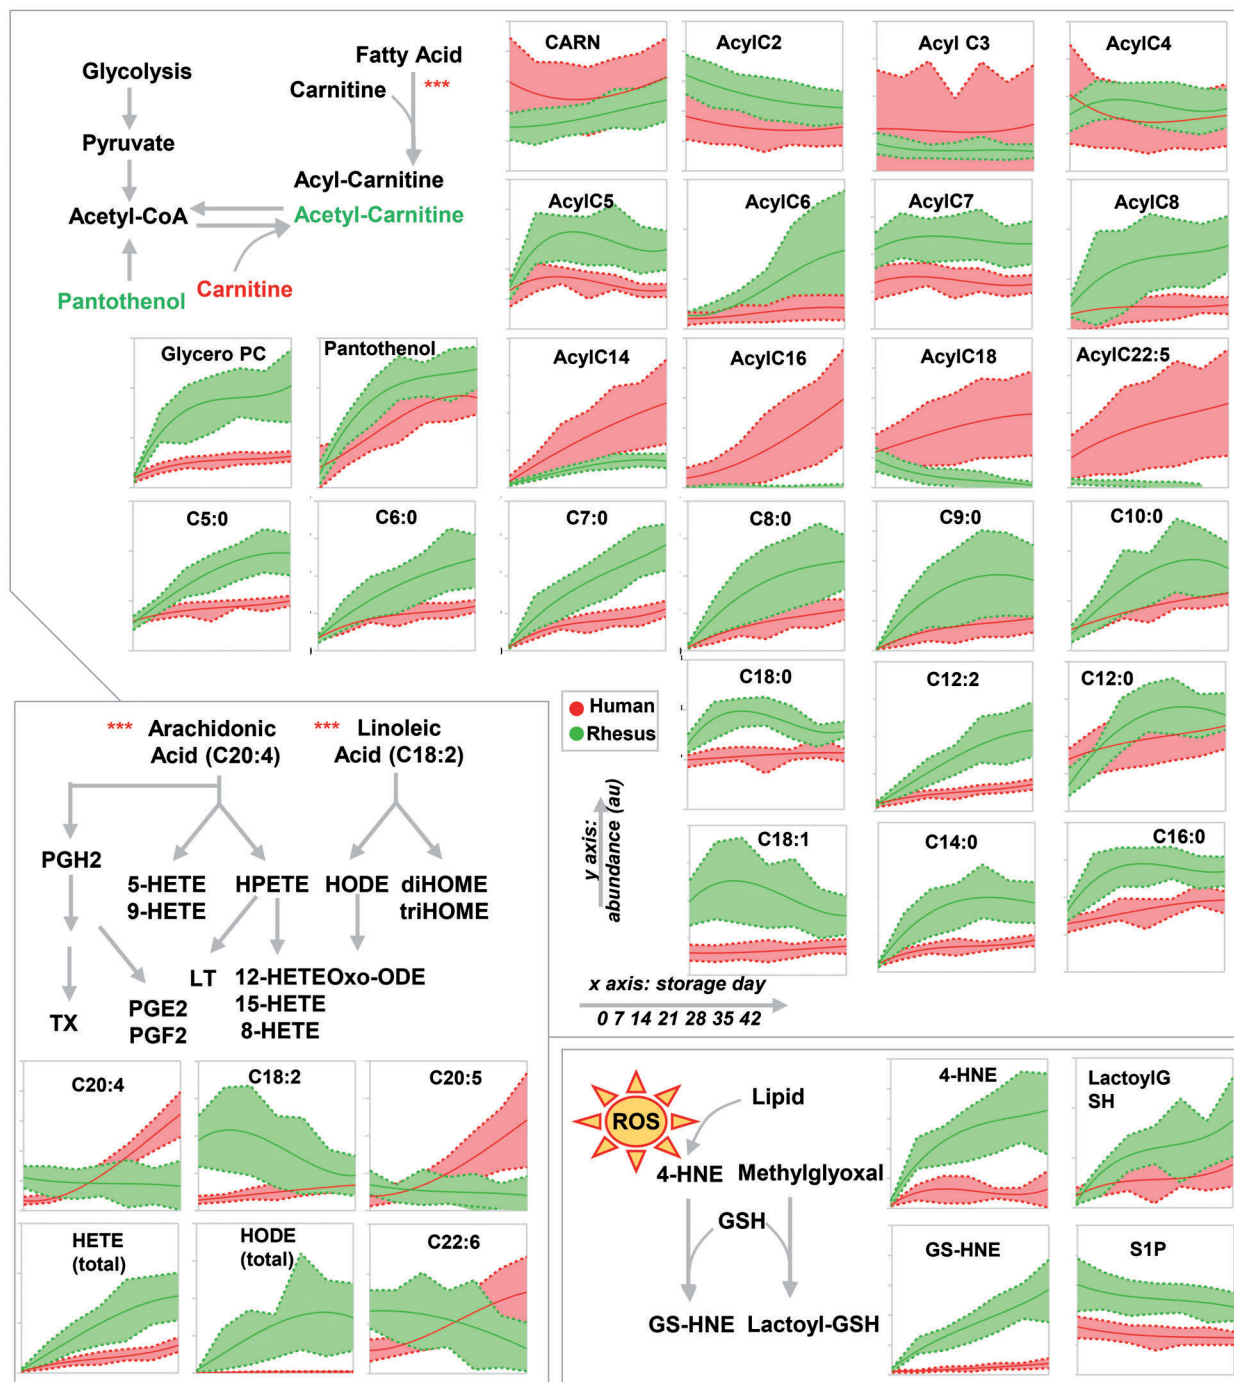 CARN
AcylC2
Acyl C3
AcylC4
Glycolysis
Fatty Acid
Carnitine
***
Pyruvate
Acyl-Carnitine
Acetyl-CoA
Acetyl-Carnitine
Pantothenol
Carnitine
AcylC5
AcylC6
AcylC7
AcylC8
Glycero PC
Pantothenol
AcylC14
AcylC16
AcylC18
AcylC22:5
C5:0
C6:0
C7:0
C8:0
C9:0
C10:0
C18:0
C12:2
C12:0
Human
Rhesus
y axis:
abundance (au)
C18:1
C14:0
C16:0
x axis: storage day
0 7 14 21 28 35 42
*** Arachidonic
Acid (C20:4)
*** Linoleic
Acid (C18:2)
PGH2
5-HETE
9-HETE
HPETE
HODE
diHOME
triHOME
LT
12-HETE
15-HETE
8-HETE
Oxo-ODE
TX
PGE2
PGF2
C20:4
C18:2
C20:5
HETE
(total)
HODE
(total)
C22:6
ROS
Lipid
4-HNE
Methylglyoxal
GSH
GS-HNE
Lactoyl-GSH
4-HNE
LactoylG
SH
GS-HNE
S1P